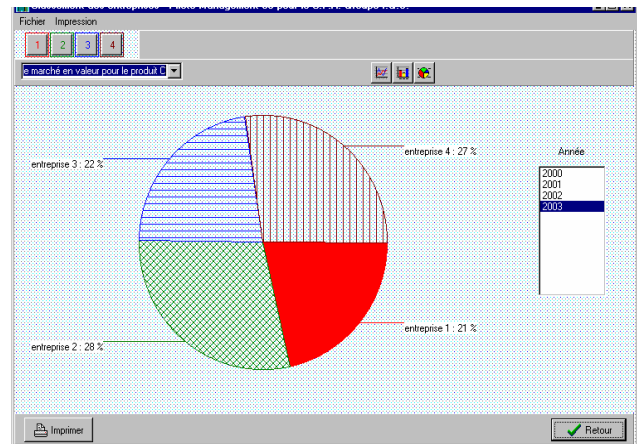 Fichier Impression
1 2 3 4
e marché en valeur pour le produit C
entreprise 4 : 27 %
entreprise 3 : 22 %
Année
2000
2001
2002
2003
entreprise 1 : 21 %
entreprise 2 : 28 %
Imprimer
Retour